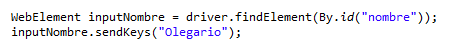 WebElement inputNombre = driver.findElement(By.id("nombre"));
inputNombre.sendKeys("Olegario");